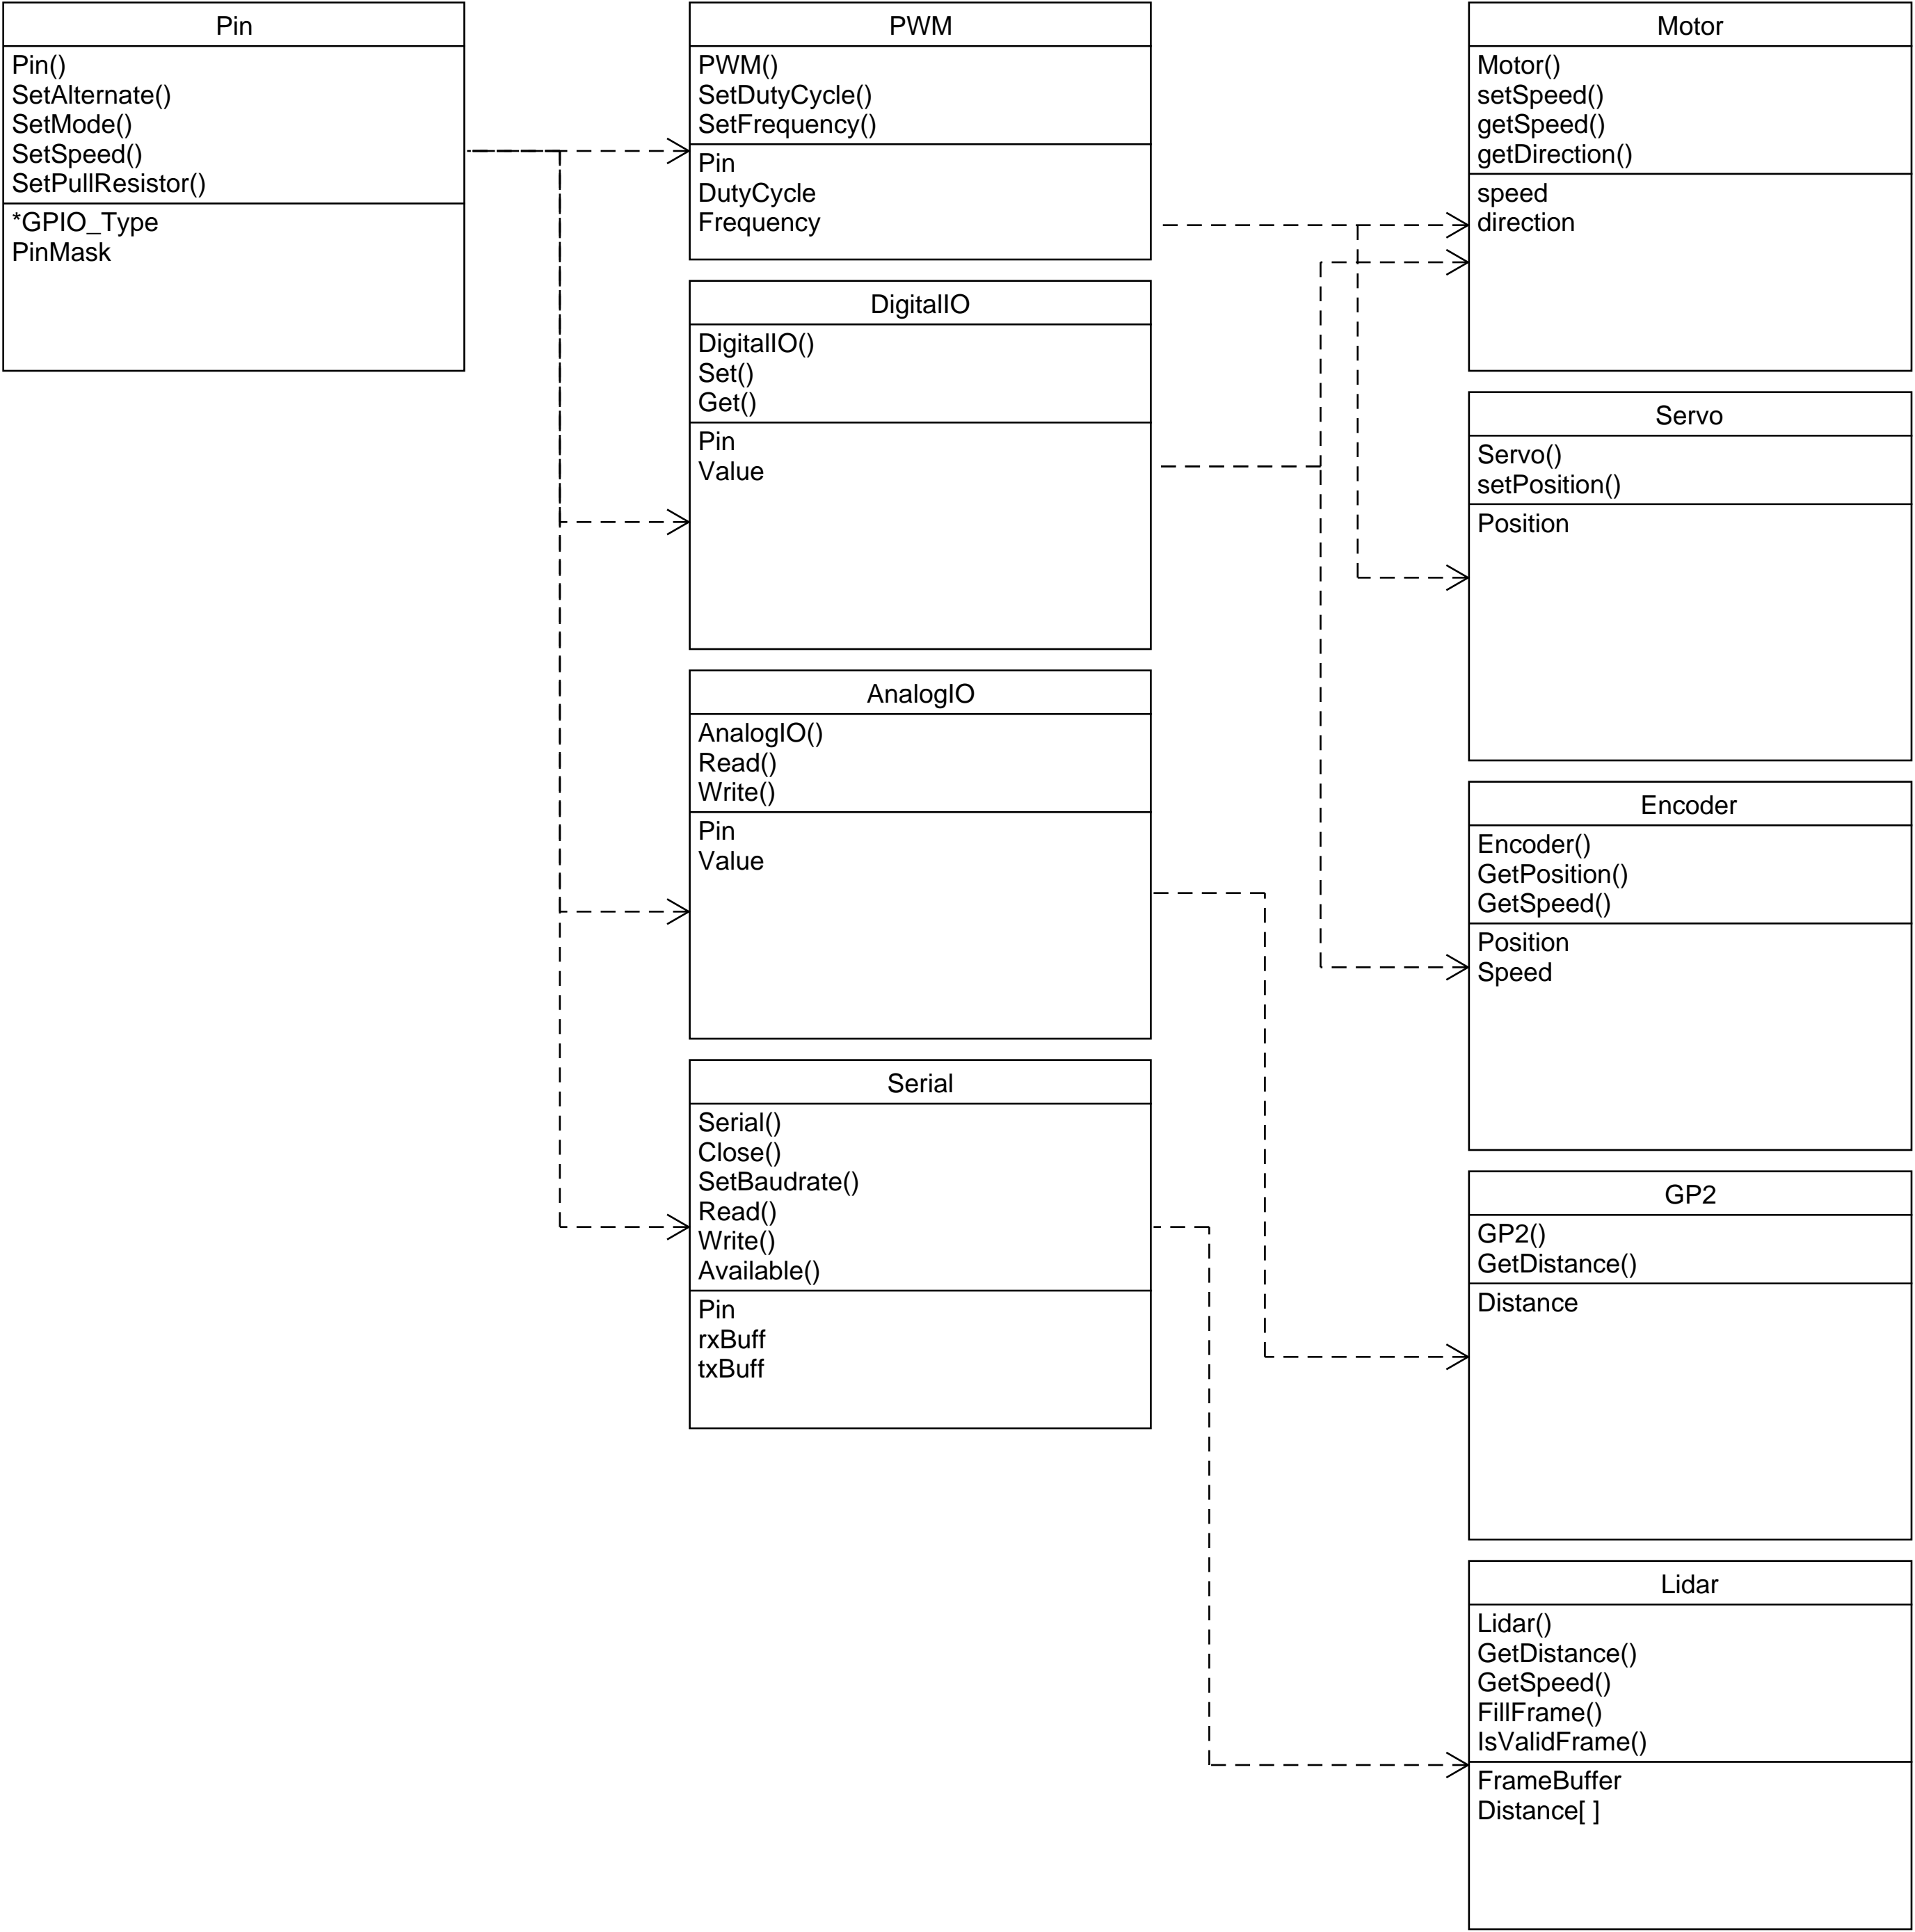 Pin
Pin()
SetAlternate()
SetMode()
SetSpeed()
SetPullResistor()
*GPIO_Type
PinMask
PWM
PWM()
SetDutyCycle()
SetFrequency()
Pin
DutyCycle
Frequency
DigitalIO
DigitalIO()
Set()
Get()
Pin
Value
AnalogIO
AnalogIO()
Read()
Write()
Pin
Value
Serial
Serial()
Close()
SetBaudrate()
Read()
Write()
Available()
Pin
rxBuff
txBuff
Motor
Motor()
setSpeed()
getSpeed()
getDirection()
speed
direction
Servo
Servo()
setPosition()
Position
Encoder
Encoder()
GetPosition()
GetSpeed()
Position
Speed
GP2
GP2()
GetDistance()
Distance
Lidar
Lidar()
GetDistance()
GetSpeed()
FillFrame()
IsValidFrame()
FrameBuffer
Distance[ ]